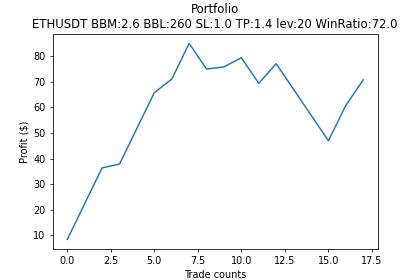 Portfolio
ETHUSDT BBM:2.6 BBL:260 SL:1.0 TP:1.4 lev:20 WinRatio:72.0
80
70
60
50
40
30
20
10
Profit ($)
0.0 2.5 5.0 7.5 10.0 12.5 15.0 17.5
Trade counts